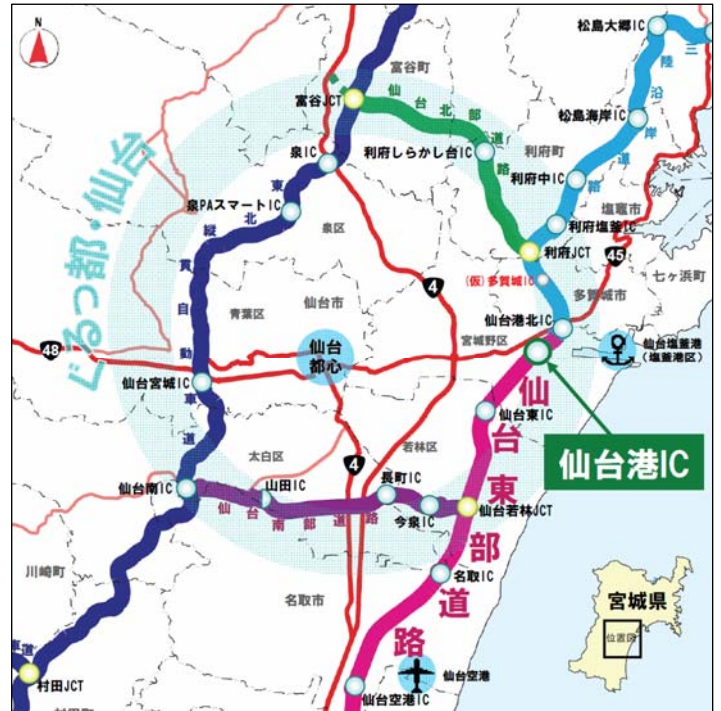 松島大郷IC
三陸沿岸道路
富谷町
富谷JCT
仙台北部道路
松島海岸IC
泉IC
利府しらかし台IC
利府町
利府中IC
泉PAスマートIC
東北縦貫自動車道
塩竈市
泉区
利府塩釜IC
利府JCT
45
七ヶ浜町
ぐるっ都・仙台
4
(仮)多賀城IC
多賀城市
青葉区
仙台市
仙台港北IC
48
宮城野区
仙台
都心
仙台塩釜港
(塩釜港区)
仙台宮城IC
仙台東IC
仙台港IC
太白区
若林区
4
仙台南IC
山田IC
長町IC
仙台南部道路
今泉IC
仙台若林JCT
仙台東部道路
川崎町
名取IC
名取市
宮城県
位置図
車道
村田JCT
仙台空港
仙台空港IC
村田町